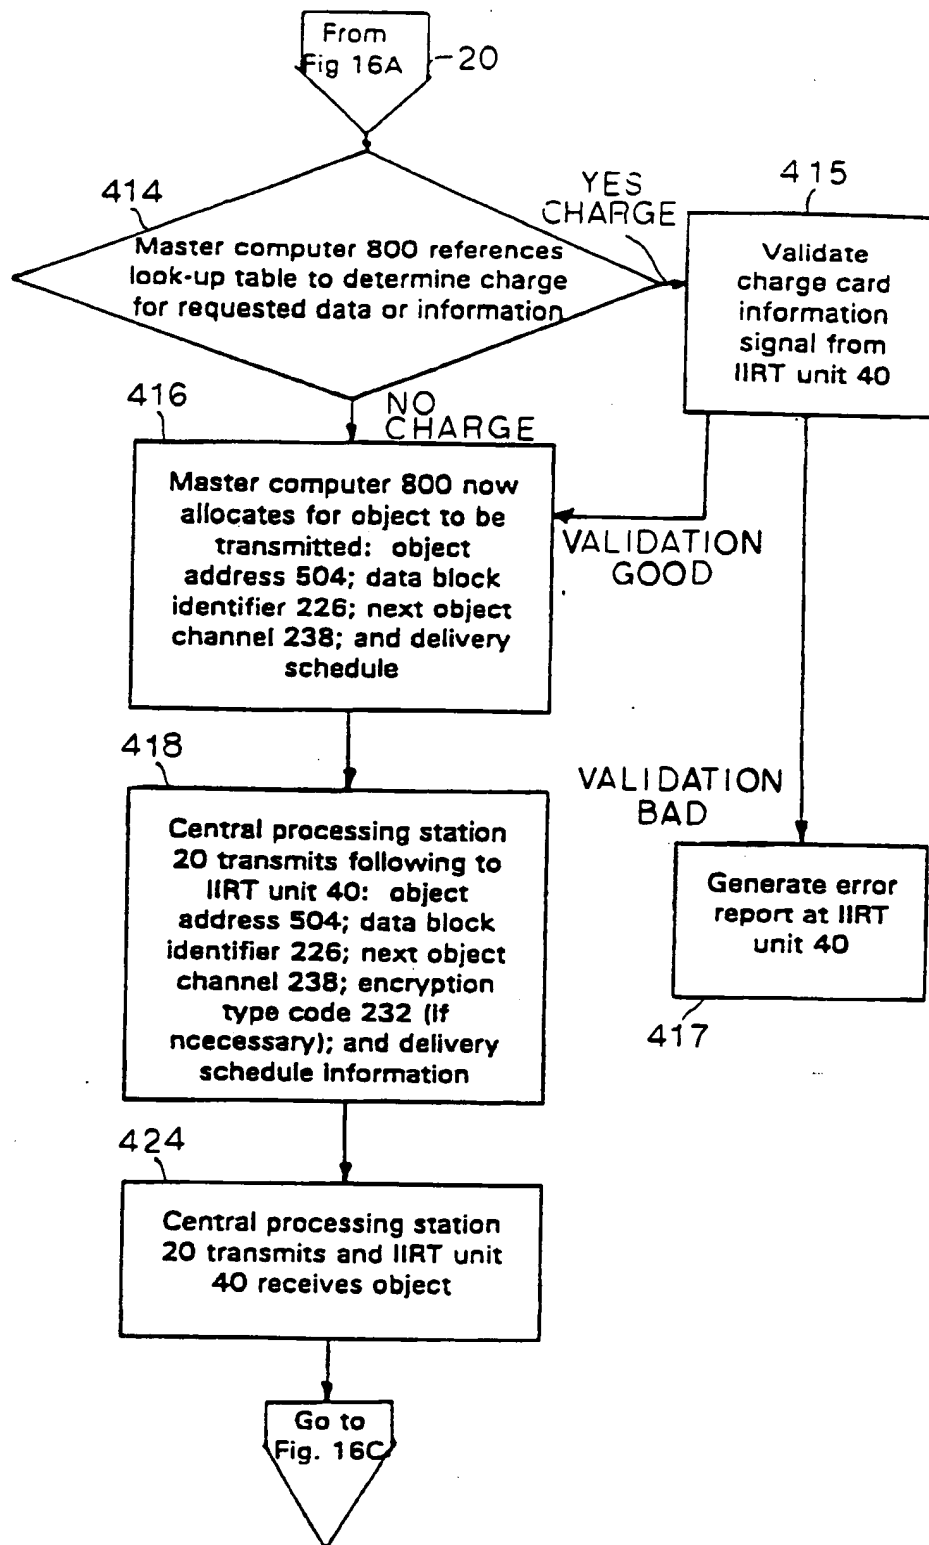 From
Fig 16A
20
414
Master computer 800 references
look-up table to determine charge
for requested data or information
YES
CHARGE
415
Validate
charge card
information
signal from
IIRT unit 40
416
NO
CHARGE
Master computer 800 now
allocates for object to be
transmitted: object
address 504; data block
identifier 226; next object
channel 238; and delivery
schedule
VALIDATION
GOOD
418
Central processing station
20 transmits following to
IIRT unit 40: object
address 504; data block
identifier 226; next object
channel 238; encryption
type code 232 (if
ncecessary); and delivery
schedule information
VALIDATION
BAD
Generate error
report at IIRT
unit 40
417
424
Central processing station
20 transmits and IIRT unit
40 receives object
Go to
Fig. 16C.